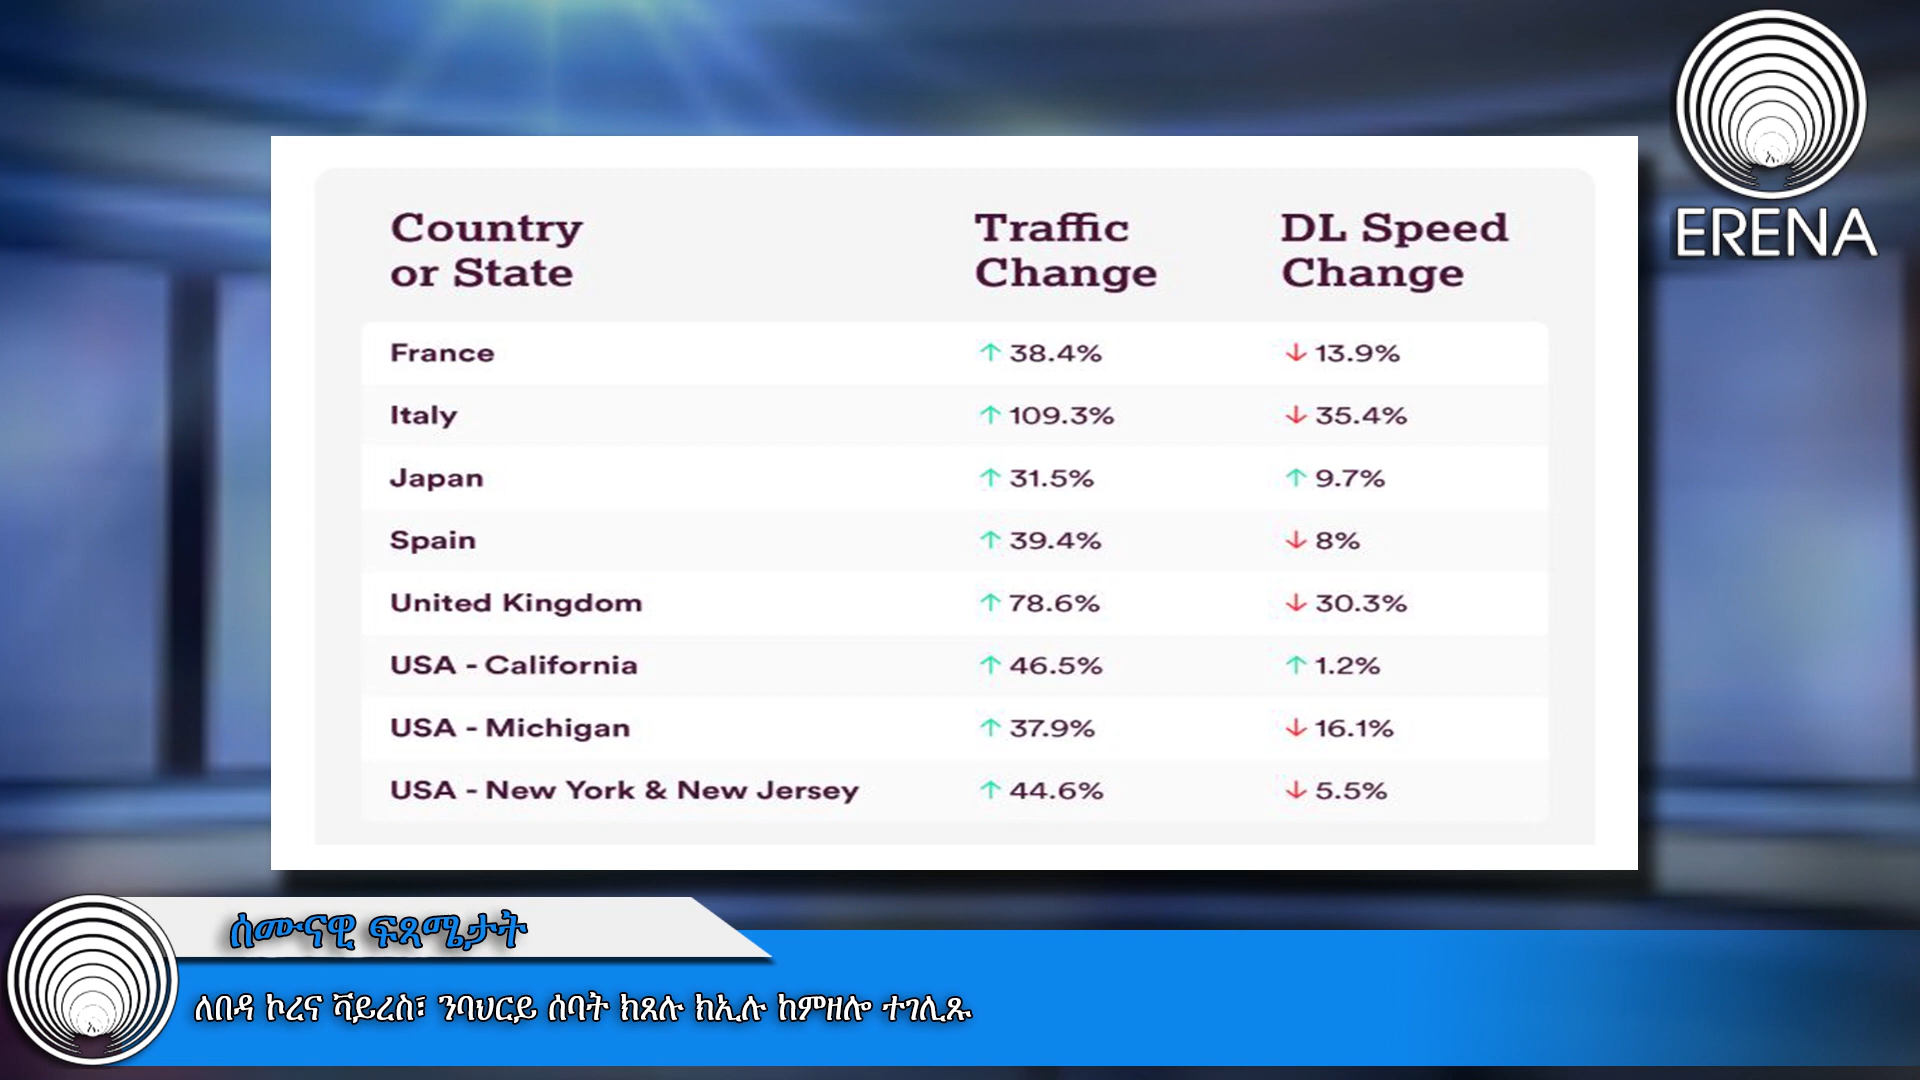 ERENA
Country or State Traffic Change DL Speed Change
France ↑ 38.4% ↓ 13.9%
Italy ↑ 109.3% ↓ 35.4%
Japan ↑ 31.5% ↑ 9.7%
Spain ↑ 39.4% ↓ 8%
United Kingdom ↑ 78.6% ↓ 30.3%
USA - California ↑ 46.5% ↑ 1.2%
USA - Michigan ↑ 37.9% ↓ 16.1%
USA - New York & New Jersey ↑ 44.6% ↓ 5.5%
ሰሙናዊ ፍጻሜታት
ለበዳ ኮረና ቫይረስ፣ ንባህርይ ሰባት ክጸሉ ክኢሉ ከምዘሎ ተገሊጹ